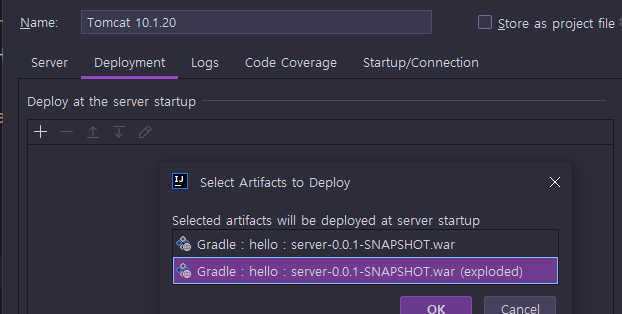 Name: Tomcat 10.1.20 Store as project file
Server Deployment Logs Code Coverage Startup/Connection
Deploy at the server startup
IJ Select Artifacts to Deploy
Selected artifacts will be deployed at server startup
Gradle : hello : server-0.0.1-SNAPSHOT.war
Gradle : hello : server-0.0.1-SNAPSHOT.war (exploded)
OK Cancel